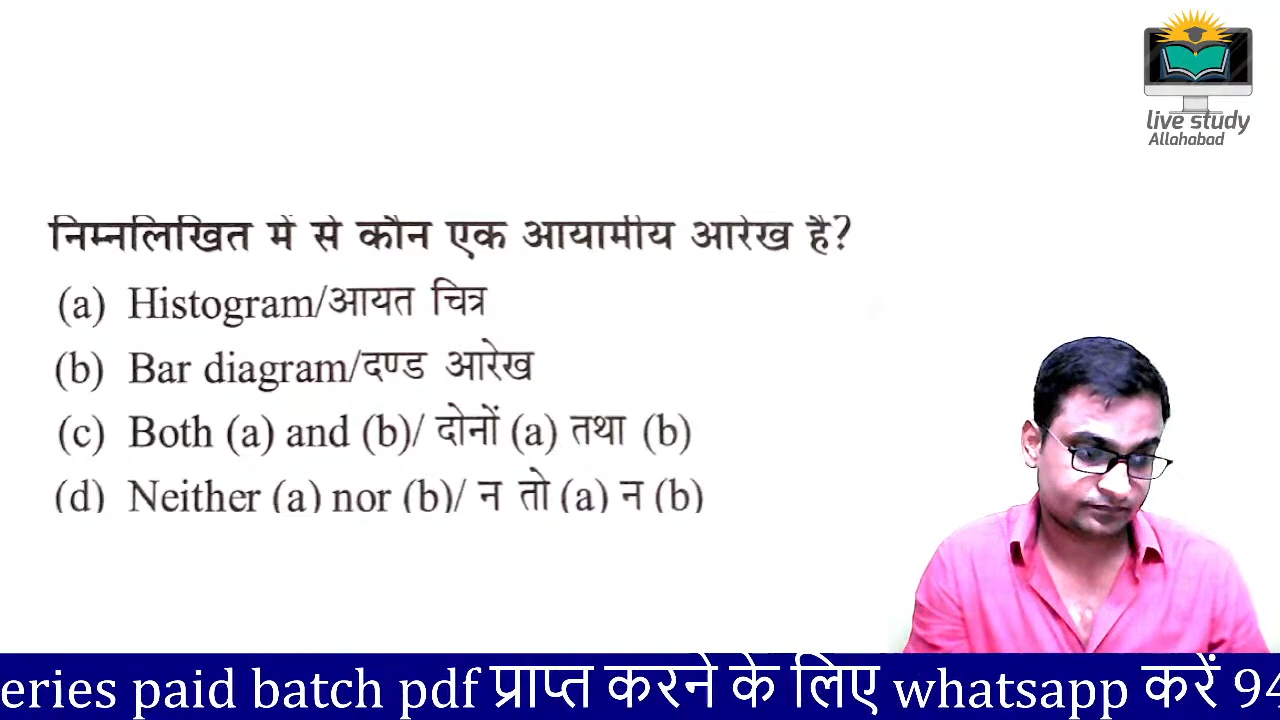 live study
Allahabad
निम्नलिखित में से कौन एक आयामीय आरेख है?
(a) Histogram/आयत चित्र
(b) Bar diagram/दण्ड आरेख
(c) Both (a) and (b)/ दोनों (a) तथा (b)
(d) Neither (a) nor (b)/ न तो (a) न (b)
eries paid batch pdf प्राप्त करने के लिए whatsapp करें 94